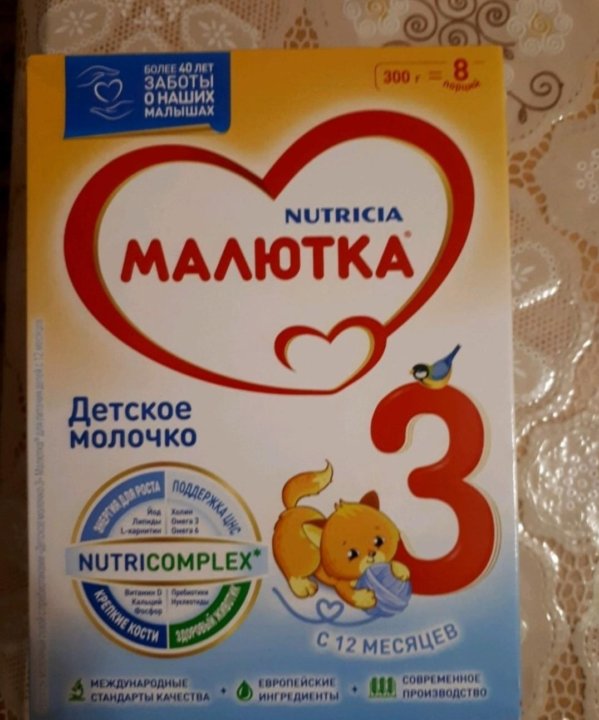 БОЛЕЕ 40 ЛЕТ
ЗАБОТЫ
О НАШИХ
МАЛЫШАХ
300 г = 8
порций
NUTRICIA
МАЛЮТКА®
Детское
молочко
3
ЭНЕРГИЯ ДЛЯ РОСТА
ПОДДЕРЖКА ЦНС
Йод
Липиды
L-карнитин
Холин
Омега 3
Омега 6
NUTRICOMPLEX*
Витамин D
Кальций
Фосфор
Пребиотики
Нуклеотиды
КРЕПКИЕ КОСТИ
ЗДОРОВЫЙ ЖИВОТИК
С 12 МЕСЯЦЕВ
МЕЖДУНАРОДНЫЕ
СТАНДАРТЫ КАЧЕСТВА
+
ЕВРОПЕЙСКИЕ
ИНГРЕДИЕНТЫ
+
СОВРЕМЕННОЕ
ПРОИЗВОДСТВО